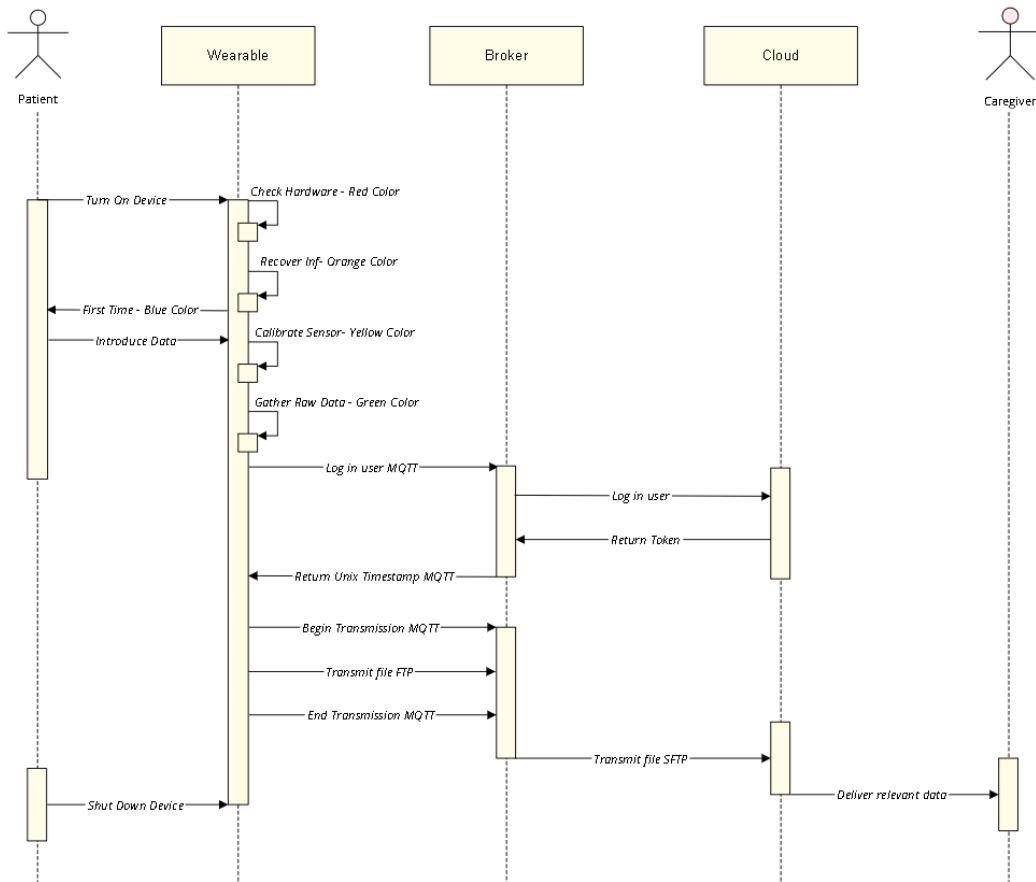 Wearable
Broker
Cloud
Patient
Caregiver
Check Hardware - Red Color
Turn On Device
Recover Inf- Orange Color
First Time - Blue Color
Calibrate Sensor- Yellow Color
Introduce Data
Gather Raw Data - Green Color
Log in user MQTT
Log in user
Return Token
Return Unix Timestamp MQTT
Begin Transmission MQTT
Transmit file FTP
End Transmission MQTT
Transmit file SFTP
Deliver relevant data
Shut Down Device